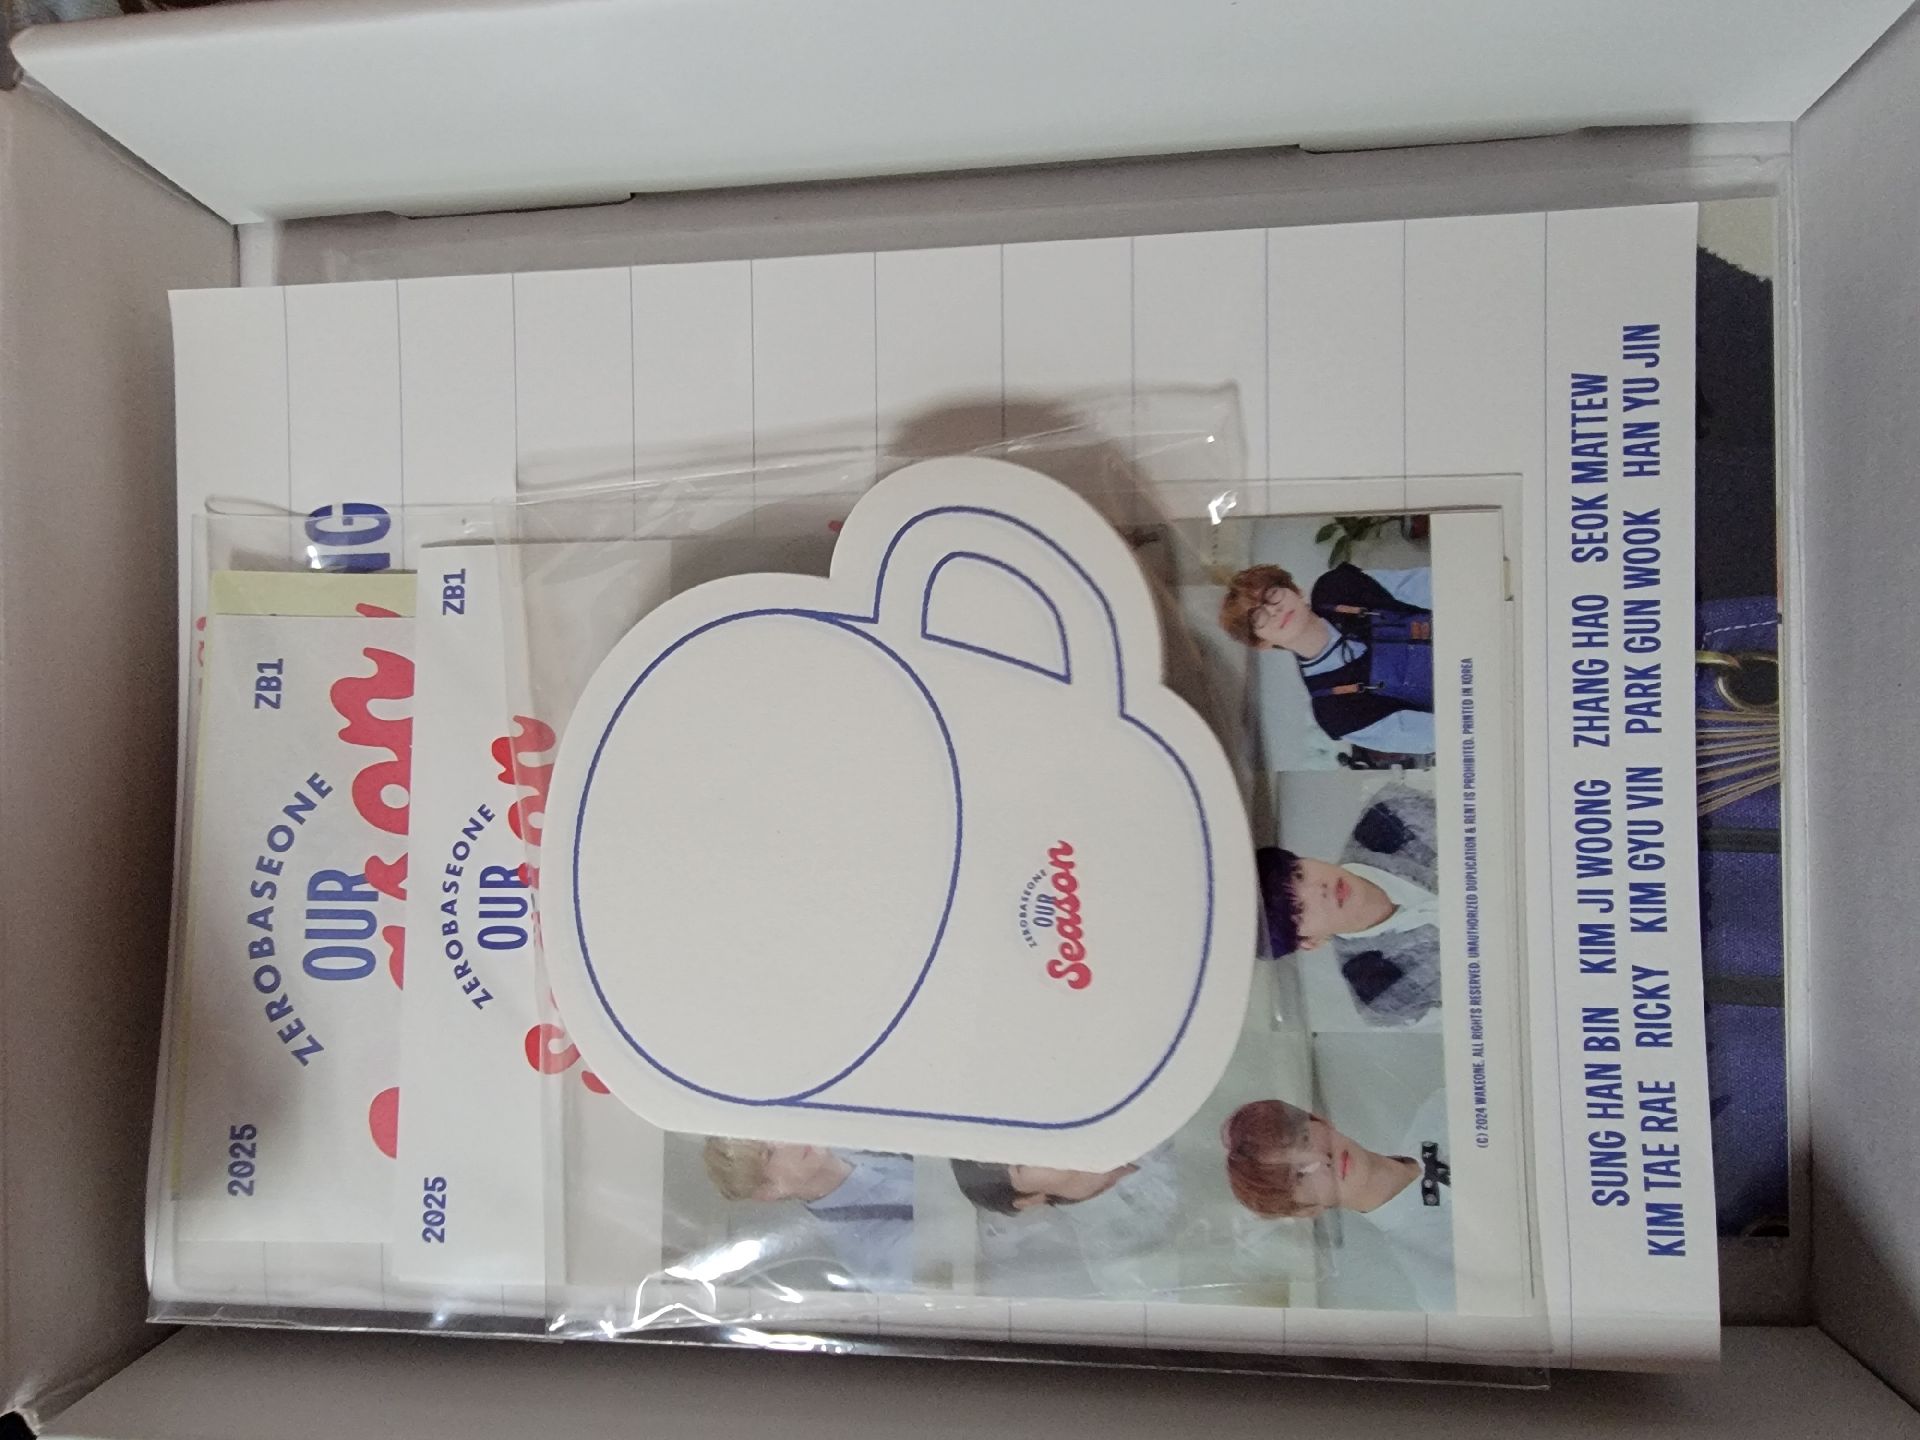 NG
2025 ZB1
ZEROBASEONE
OUR
2025 ZB1
ZEROBASEONE
OUR
Season
ZEROBASEONE
OUR
Season
(C) 2024 WAKEONE. ALL RIGHTS RESERVED. UNAUTHORIZED DUPLICATION & RENT IS PROHIBITED. PRINTED IN KOREA
SUNG HAN BIN KIM JI WOONG ZHANG HAO SEOK MATTEW
KIM TAE RAE RICKY KIM GYU VIN PARK GUN WOOK HAN YU JIN